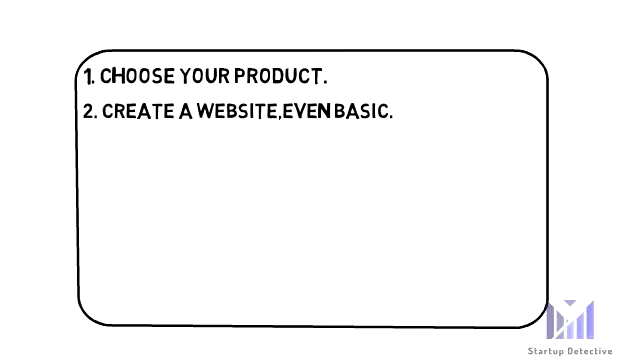 1. CHOOSE YOUR PRODUCT.
2. CREATE A WEBSITE,EVEN BASIC.
Startup Detective